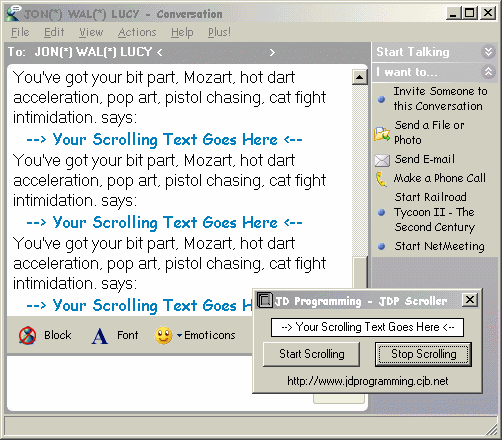 JON(*) WAL(*) LUCY - Conversation
File Edit View Actions Help Plus!
To: JON(*) WAL(*) LUCY < >
You've got your bit part, Mozart, hot dart
acceleration, pop art, pistol chasing, cat fight
intimidation. says:
--> Your Scrolling Text Goes Here <--
You've got your bit part, Mozart, hot dart
acceleration, pop art, pistol chasing, cat fight
intimidation. says:
--> Your Scrolling Text Goes Here <--
You've got your bit part, Mozart, hot dart
acceleration, pop art, pistol chasing, cat fight
intimidation. says:
--> Your Scrolling Text Goes Here <--
Block Font Emoticons
Start Talking
I want to...
Invite Someone to
this Conversation
Send a File or
Photo
Send E-mail
Make a Phone Call
Start Railroad
Tycoon II - The
Second Century
Start NetMeeting
JD Programming - JDP Scroller
--> Your Scrolling Text Goes Here <--
Start Scrolling Stop Scrolling
http://www.jdprogramming.cjb.net